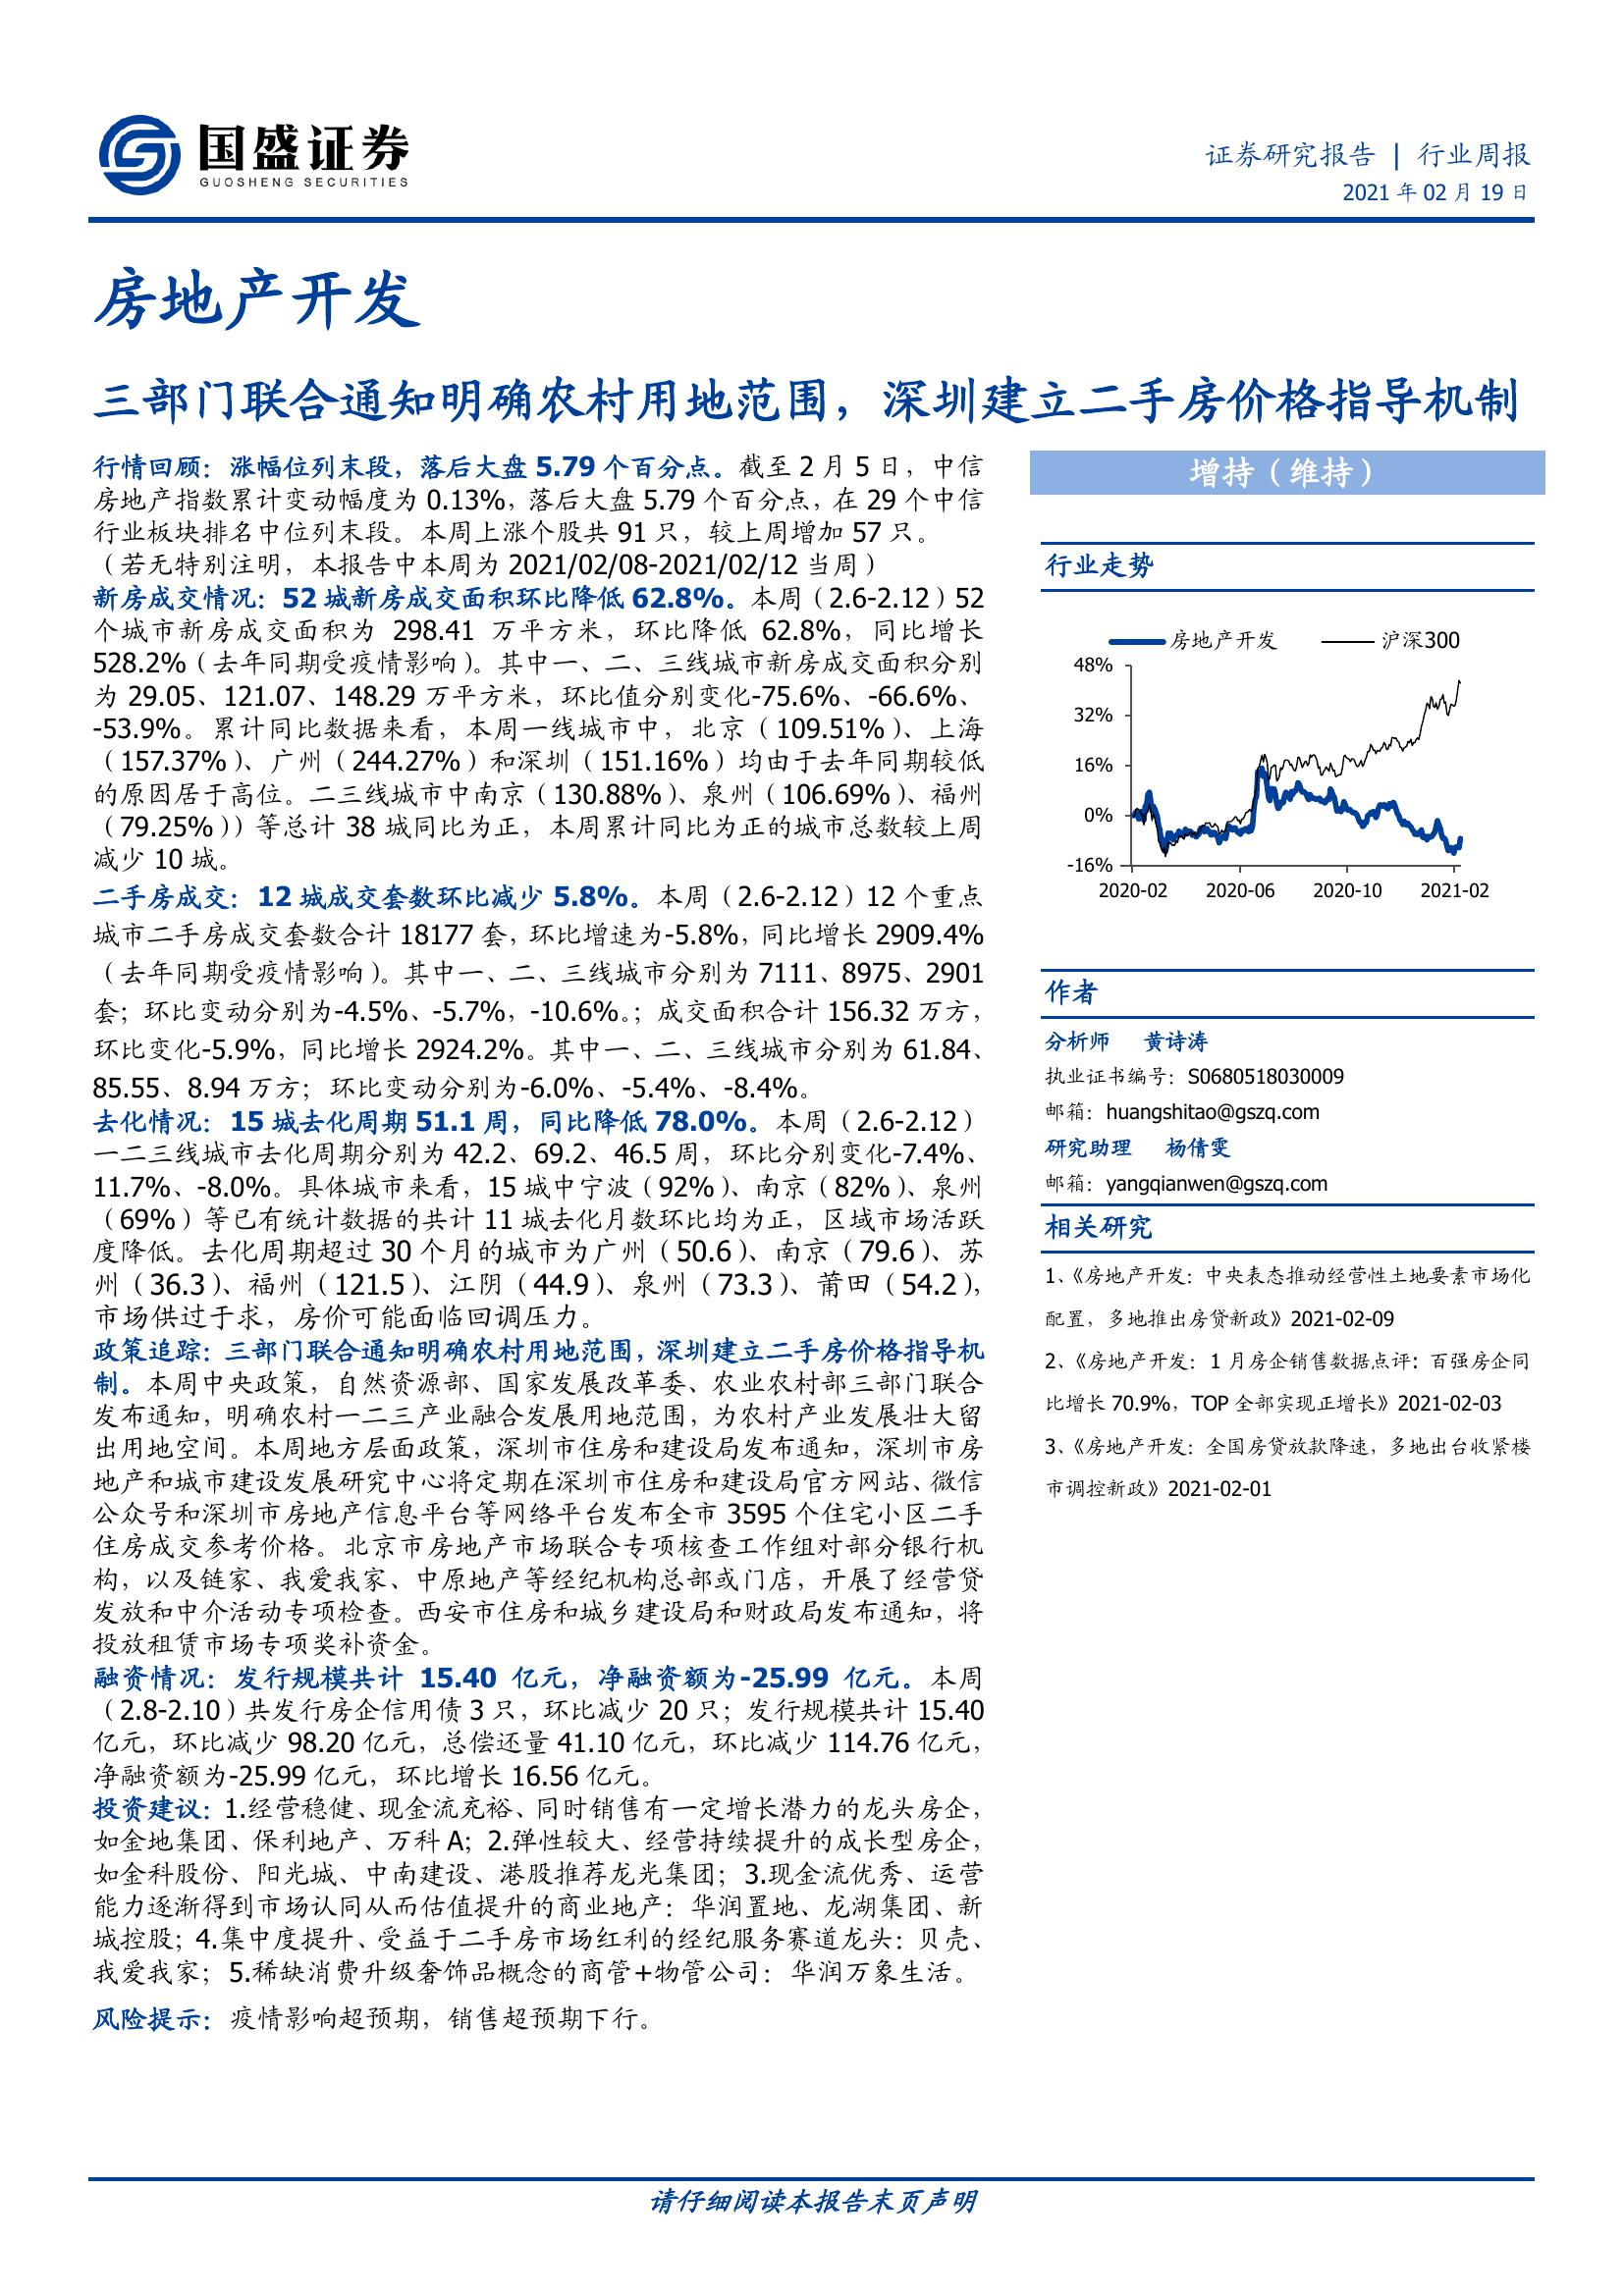 国盛证券
GUOSHENG SECURITIES
证券研究报告 | 行业周报
2021 年 02 月 19 日
房地产开发
三部门联合通知明确农村用地范围，深圳建立二手房价格指导机制
行情回顾：涨幅位列末段，落后大盘 5.79 个百分点。截至 2 月 5 日，中信
房地产指数累计变动幅度为 0.13%，落后大盘 5.79 个百分点，在 29 个中信
行业板块排名中位列末段。本周上涨个股共 91 只，较上周增加 57 只。
（若无特别注明，本报告中本周为 2021/02/08-2021/02/12 当周）
新房成交情况：52 城新房成交面积环比降低 62.8%。本周（2.6-2.12）52
个城市新房成交面积为 298.41 万平方米，环比降低 62.8%，同比增长
528.2%（去年同期受疫情影响）。其中一、二、三线城市新房成交面积分别
为 29.05、121.07、148.29 万平方米，环比值分别变化-75.6%、-66.6%、
-53.9%。累计同比数据来看，本周一线城市中，北京（109.51%）、上海
（157.37%）、广州（244.27%）和深圳（151.16%）均由于去年同期较低
的原因居于高位。二三线城市中南京（130.88%）、泉州（106.69%）、福州
（79.25%））等总计 38 城同比为正，本周累计同比为正的城市总数较上周
减少 10 城。
二手房成交：12 城成交套数环比减少 5.8%。本周（2.6-2.12）12 个重点
城市二手房成交套数合计 18177 套，环比增速为-5.8%，同比增长 2909.4%
（去年同期受疫情影响）。其中一、二、三线城市分别为 7111、8975、2901
套；环比变动分别为-4.5%、-5.7%，-10.6%。；成交面积合计 156.32 万方，
环比变化-5.9%，同比增长 2924.2%。其中一、二、三线城市分别为 61.84、
85.55、8.94 万方；环比变动分别为-6.0%、-5.4%、-8.4%。
去化情况：15 城去化周期 51.1 周，同比降低 78.0%。本周（2.6-2.12）
一二三线城市去化周期分别为 42.2、69.2、46.5 周，环比分别变化-7.4%、
11.7%、-8.0%。具体城市来看，15 城中宁波（92%）、南京（82%）、泉州
（69%）等已有统计数据的共计 11 城去化月数环比均为正，区域市场活跃
度降低。去化周期超过 30 个月的城市为广州（50.6）、南京（79.6）、苏
州（36.3）、福州（121.5）、江阴（44.9）、泉州（73.3）、莆田（54.2），
市场供过于求，房价可能面临回调压力。
政策追踪：三部门联合通知明确农村用地范围，深圳建立二手房价格指导机
制。本周中央政策，自然资源部、国家发展改革委、农业农村部三部门联合
发布通知，明确农村一二三产业融合发展用地范围，为农村产业发展壮大留
出用地空间。本周地方层面政策，深圳市住房和建设局发布通知，深圳市房
地产和城市建设发展研究中心将定期在深圳市住房和建设局官方网站、微信
公众号和深圳市房地产信息平台等网络平台发布全市 3595 个住宅小区二手
住房成交参考价格。北京市房地产市场联合专项核查工作组对部分银行机
构，以及链家、我爱我家、中原地产等经纪机构总部或门店，开展了经营贷
发放和中介活动专项检查。西安市住房和城乡建设局和财政局发布通知，将
投放租赁市场专项奖补资金。
融资情况：发行规模共计 15.40 亿元，净融资额为-25.99 亿元。本周
（2.8-2.10）共发行房企信用债 3 只，环比减少 20 只；发行规模共计 15.40
亿元，环比减少 98.20 亿元，总偿还量 41.10 亿元，环比减少 114.76 亿元，
净融资额为-25.99 亿元，环比增长 16.56 亿元。
投资建议：1.经营稳健、现金流充裕、同时销售有一定增长潜力的龙头房企，
如金地集团、保利地产、万科 A；2.弹性较大、经营持续提升的成长型房企，
如金科股份、阳光城、中南建设、港股推荐龙光集团；3.现金流优秀、运营
能力逐渐得到市场认同从而估值提升的商业地产：华润置地、龙湖集团、新
城控股；4.集中度提升、受益于二手房市场红利的经纪服务赛道龙头：贝壳、
我爱我家；5.稀缺消费升级奢饰品概念的商管+物管公司：华润万象生活。
风险提示：疫情影响超预期，销售超预期下行。
增持（维持）
行业走势
房地产开发 沪深300
48%
32%
16%
0%
-16%
2020-02 2020-06 2020-10 2021-02
作者
分析师 黄诗涛
执业证书编号：S0680518030009
邮箱：huangshitao@gszq.com
研究助理 杨倩雯
邮箱：yangqianwen@gszq.com
相关研究
1、《房地产开发：中央表态推动经营性土地要素市场化
配置，多地推出房贷新政》2021-02-09
2、《房地产开发：1 月房企销售数据点评：百强房企同
比增长 70.9%，TOP 全部实现正增长》2021-02-03
3、《房地产开发：全国房贷放款降速，多地出台收紧楼
市调控新政》2021-02-01
请仔细阅读本报告末页声明